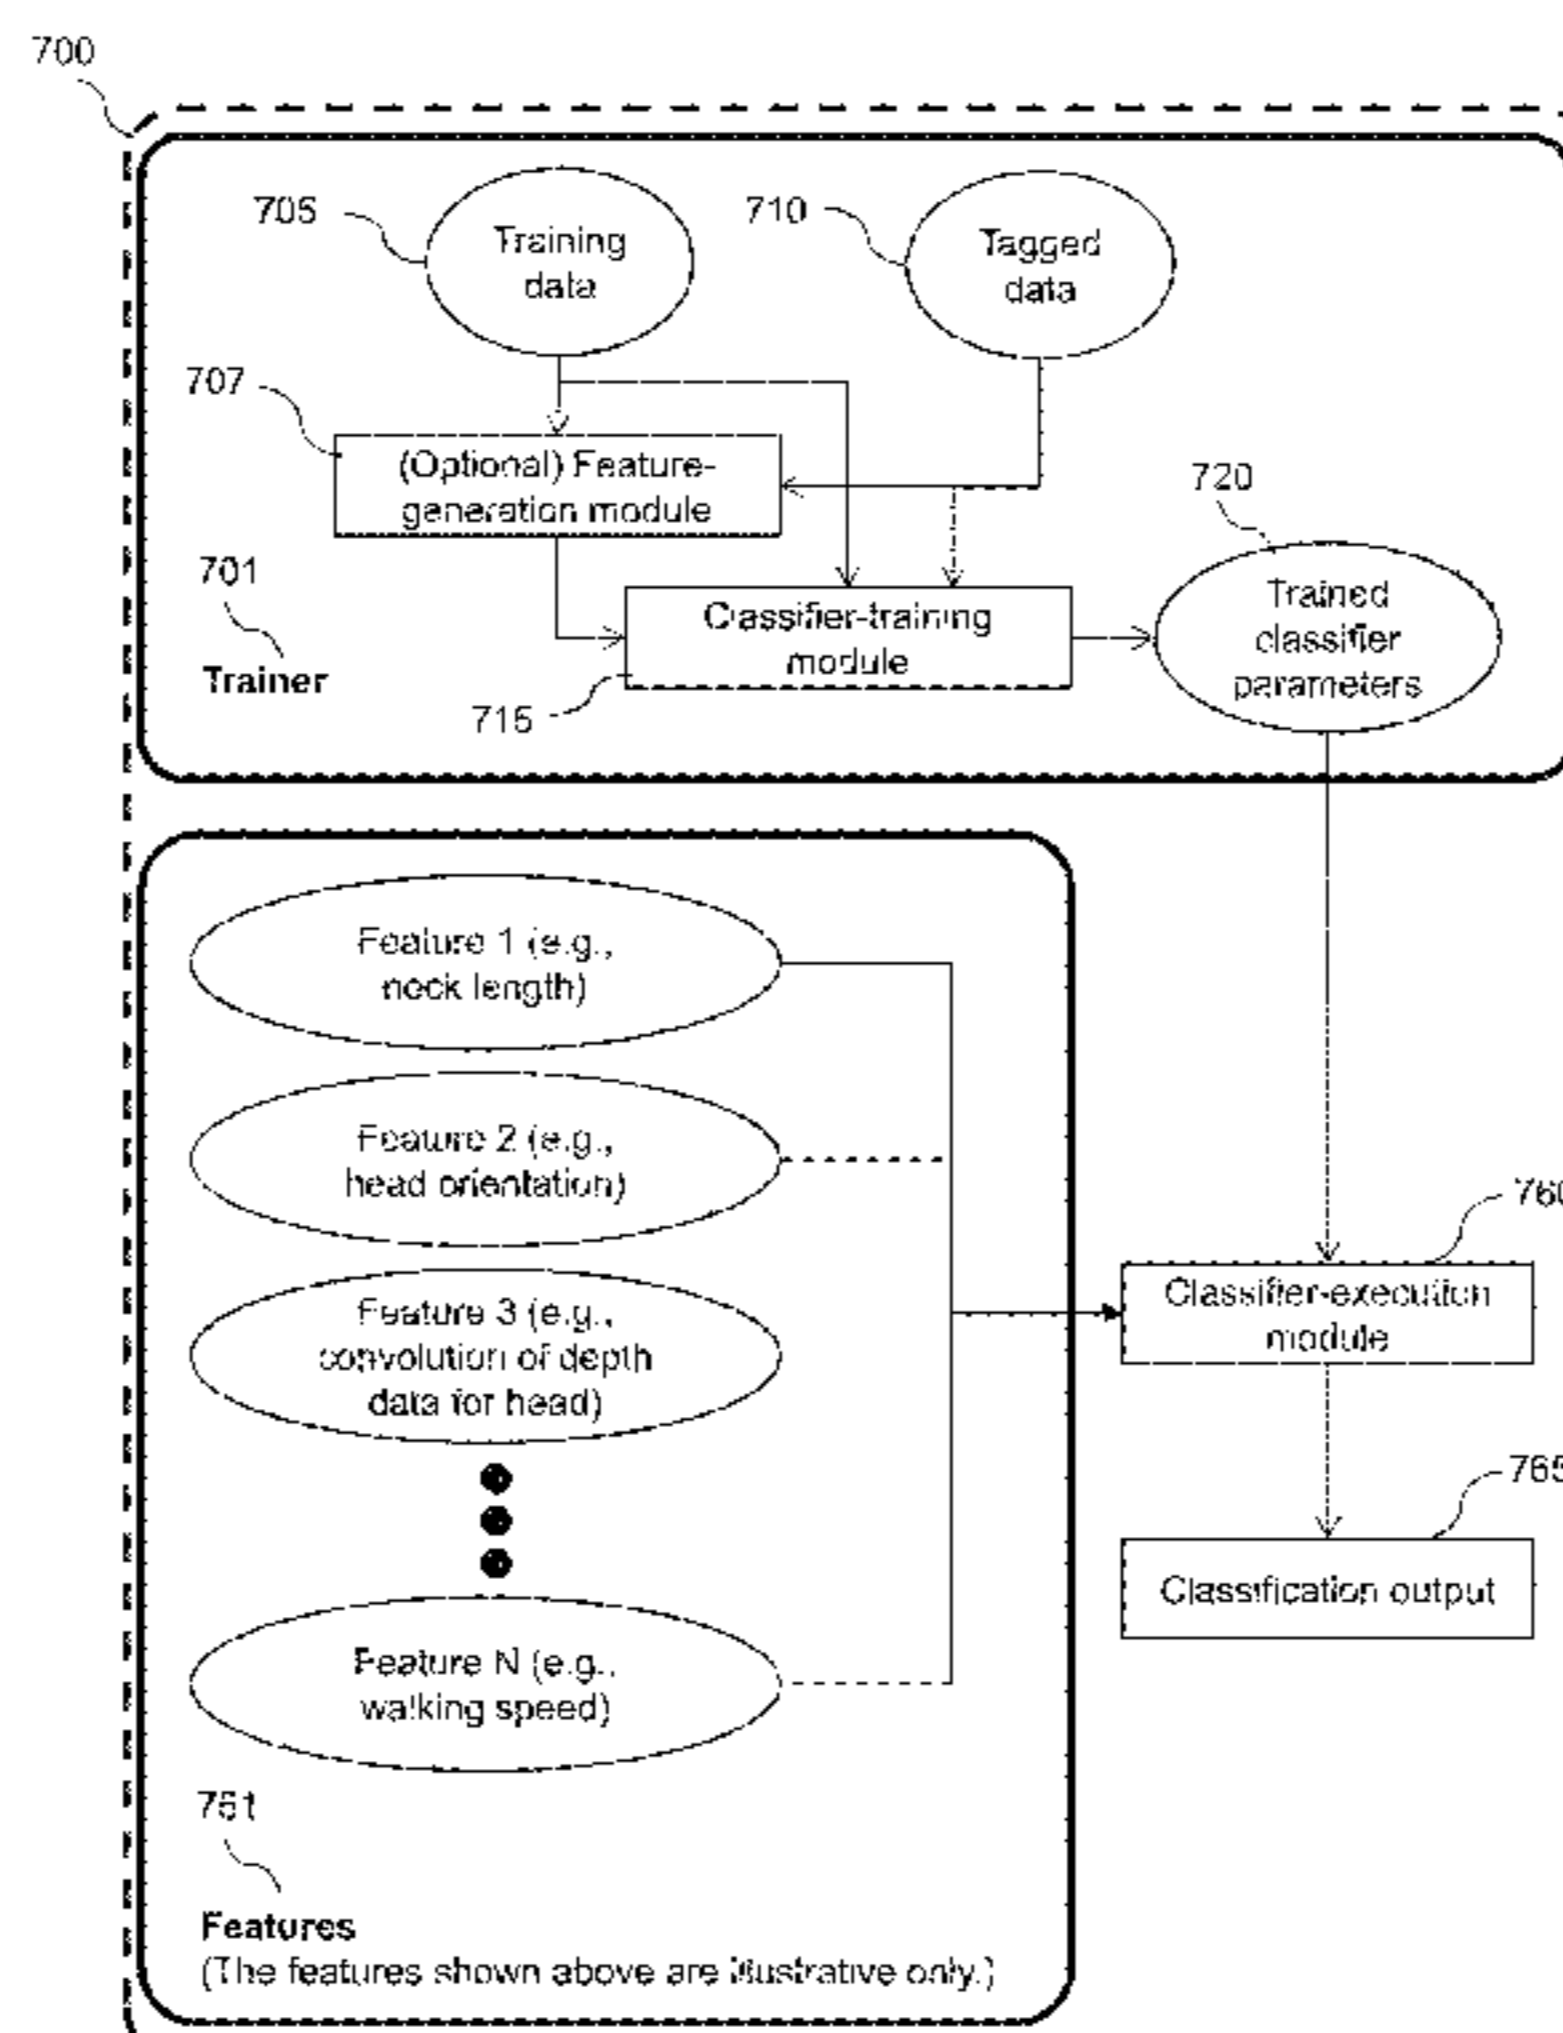 700
705
Training
data
710
Tagged
data
707
(Optional) Feature-
generation module
720
701
Trainer
Classifier-training
module
715
Trained
classifier
parameters
Feature 1 (e.g.,
neck length)
Feature 2 (e.g.,
head orientation)
760
Feature 3 (e.g.,
convolution of depth
data for head)
Classifier-execution
module
765
Classification output
Feature N (e.g.,
walking speed)
751
Features
(The features shown above are illustrative only.)